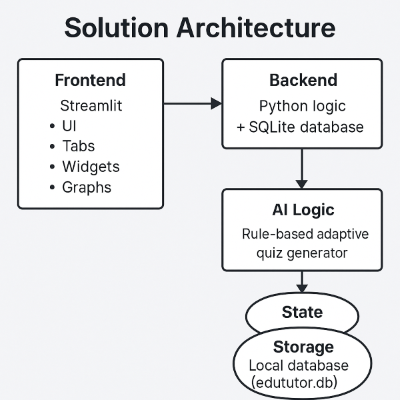 Solution Architecture
Frontend
Streamlit
• UI
• Tabs
• Widgets
• Graphs
Backend
Python logic
+ SQLite database
AI Logic
Rule-based adaptive
quiz generator
State
Storage
Local database
(edututor.db)